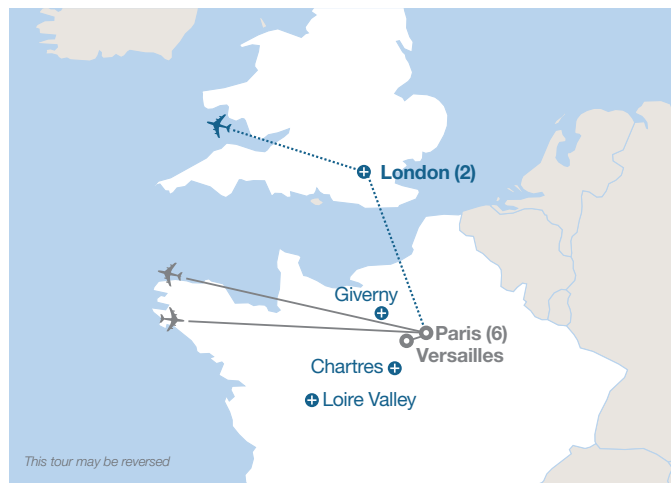 London (2)
Giverny
Paris (6)
Versailles
Chartres
Loire Valley
This tour may be reversed